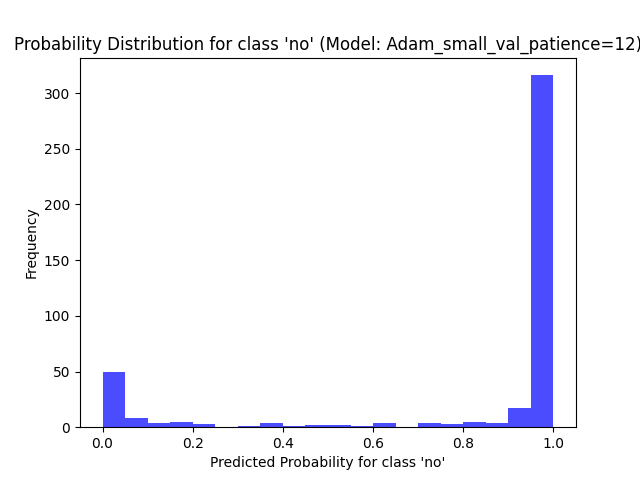 Probability Distribution for class 'no' (Model: Adam_small_val_patience=12)
300
250
200
150
100
50
0
Frequency
0.0 0.2 0.4 0.6 0.8 1.0
Predicted Probability for class 'no'